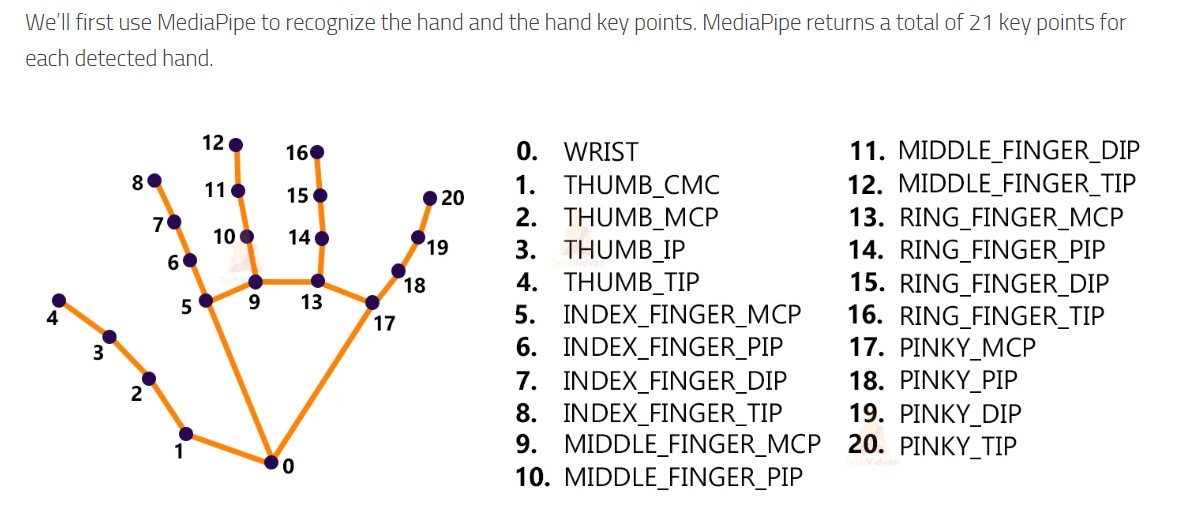 We'll first use MediaPipe to recognize the hand and the hand key points. MediaPipe returns a total of 21 key points for
each detected hand.
12
16
8
11
15
20
7
10
14
19
6
18
5
9
13
17
4
3
2
1
0
0. WRIST
1. THUMB_CMC
2. THUMB_MCP
3. THUMB_IP
4. THUMB_TIP
5. INDEX_FINGER_MCP
6. INDEX_FINGER_PIP
7. INDEX_FINGER_DIP
8. INDEX_FINGER_TIP
9. MIDDLE_FINGER_MCP
10. MIDDLE_FINGER_PIP
11. MIDDLE_FINGER_DIP
12. MIDDLE_FINGER_TIP
13. RING_FINGER_MCP
14. RING_FINGER_PIP
15. RING_FINGER_DIP
16. RING_FINGER_TIP
17. PINKY_MCP
18. PINKY_PIP
19. PINKY_DIP
20. PINKY_TIP